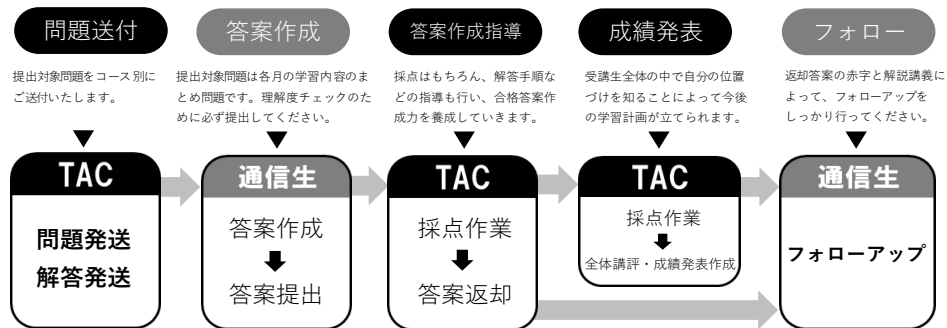 問題送付
提出対象問題をコース別に
ご送付いたします。
TAC
問題発送
解答発送
答案作成
提出対象問題は各月の学習内容のま
とめ問題です。理解度チェックのた
めに必ず提出してください。
通信生
答案作成
答案提出
答案作成指導
採点はもちろん、解答手順な
どの指導も行い、合格答案作
成力を養成していきます。
TAC
採点作業
答案返却
成績発表
受講生全体の中で自分の位置
づけを知ることによって今後
の学習計画が立てられます。
TAC
採点作業
全体講評・成績発表作成
フォロー
返却答案の赤字と解説講義に
よって、フォローアップを
しっかり行ってください。
通信生
フォローアップ